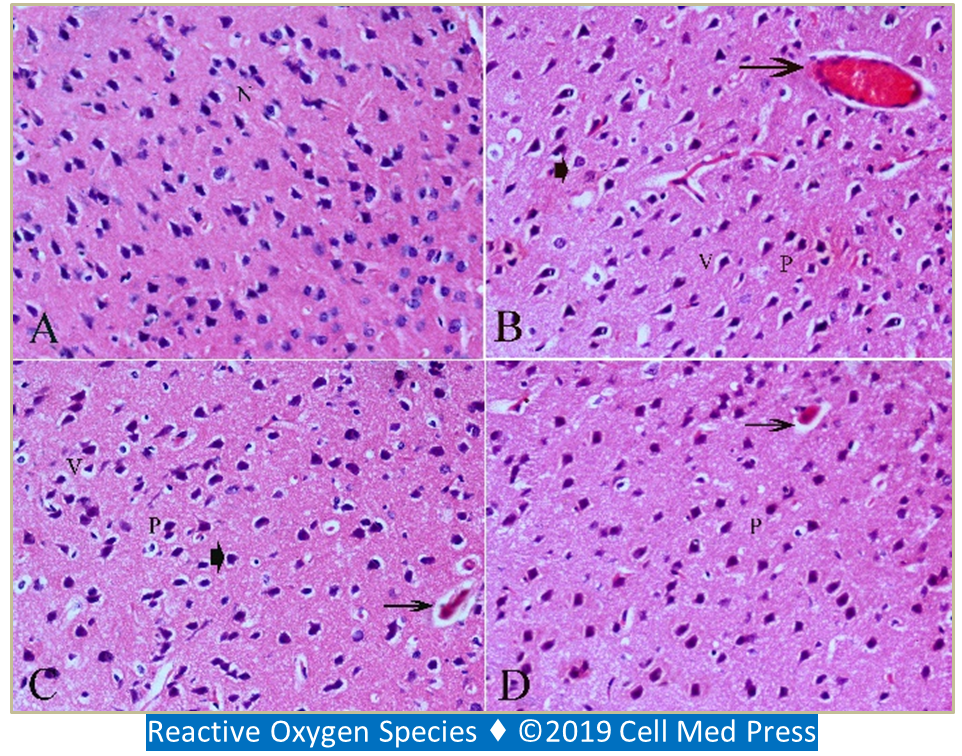 N
A
B
V P
V
P
C
P
D
Reactive Oxygen Species ♦ ©2019 Cell Med Press